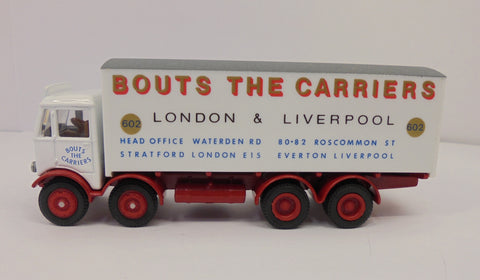 BOUTS THE CARRIERS
602 LONDON & LIVERPOOL 602
HEAD OFFICE WATERDEN RD 80-82 ROSCOMMON ST
STRATFORD LONDON E15 EVERTON LIVERPOOL
BOUTS
THE
CARRIERS